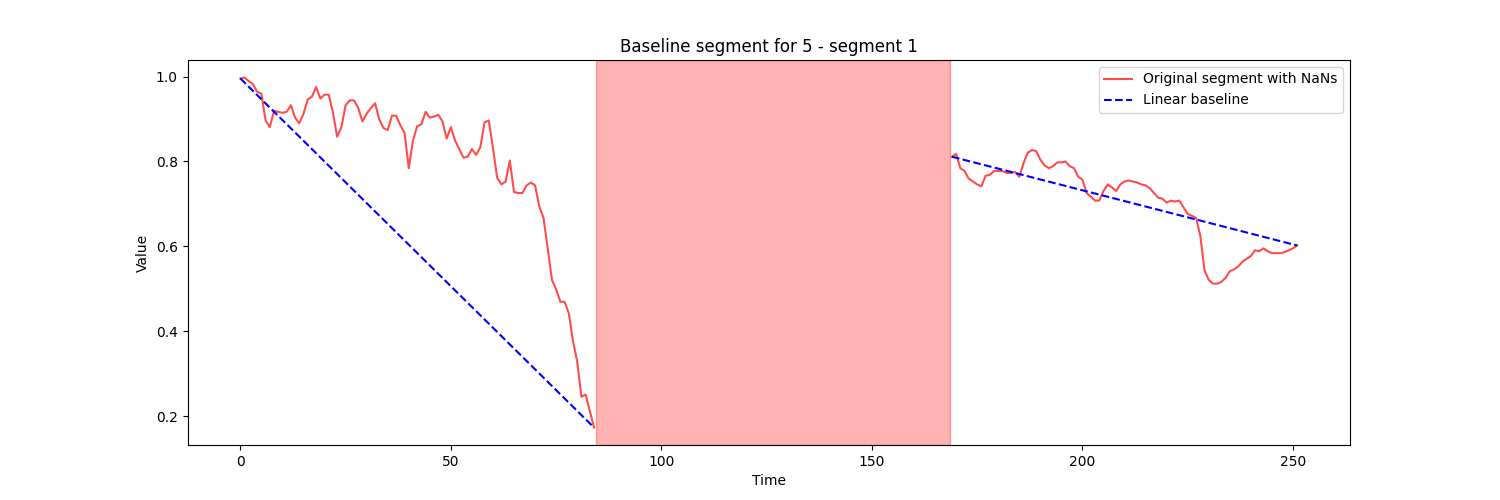 Baseline segment for 5 - segment 1
Original segment with NaNs
Linear baseline
Value
1.0
0.8
0.6
0.4
0.2
0
50
100
150
200
250
Time